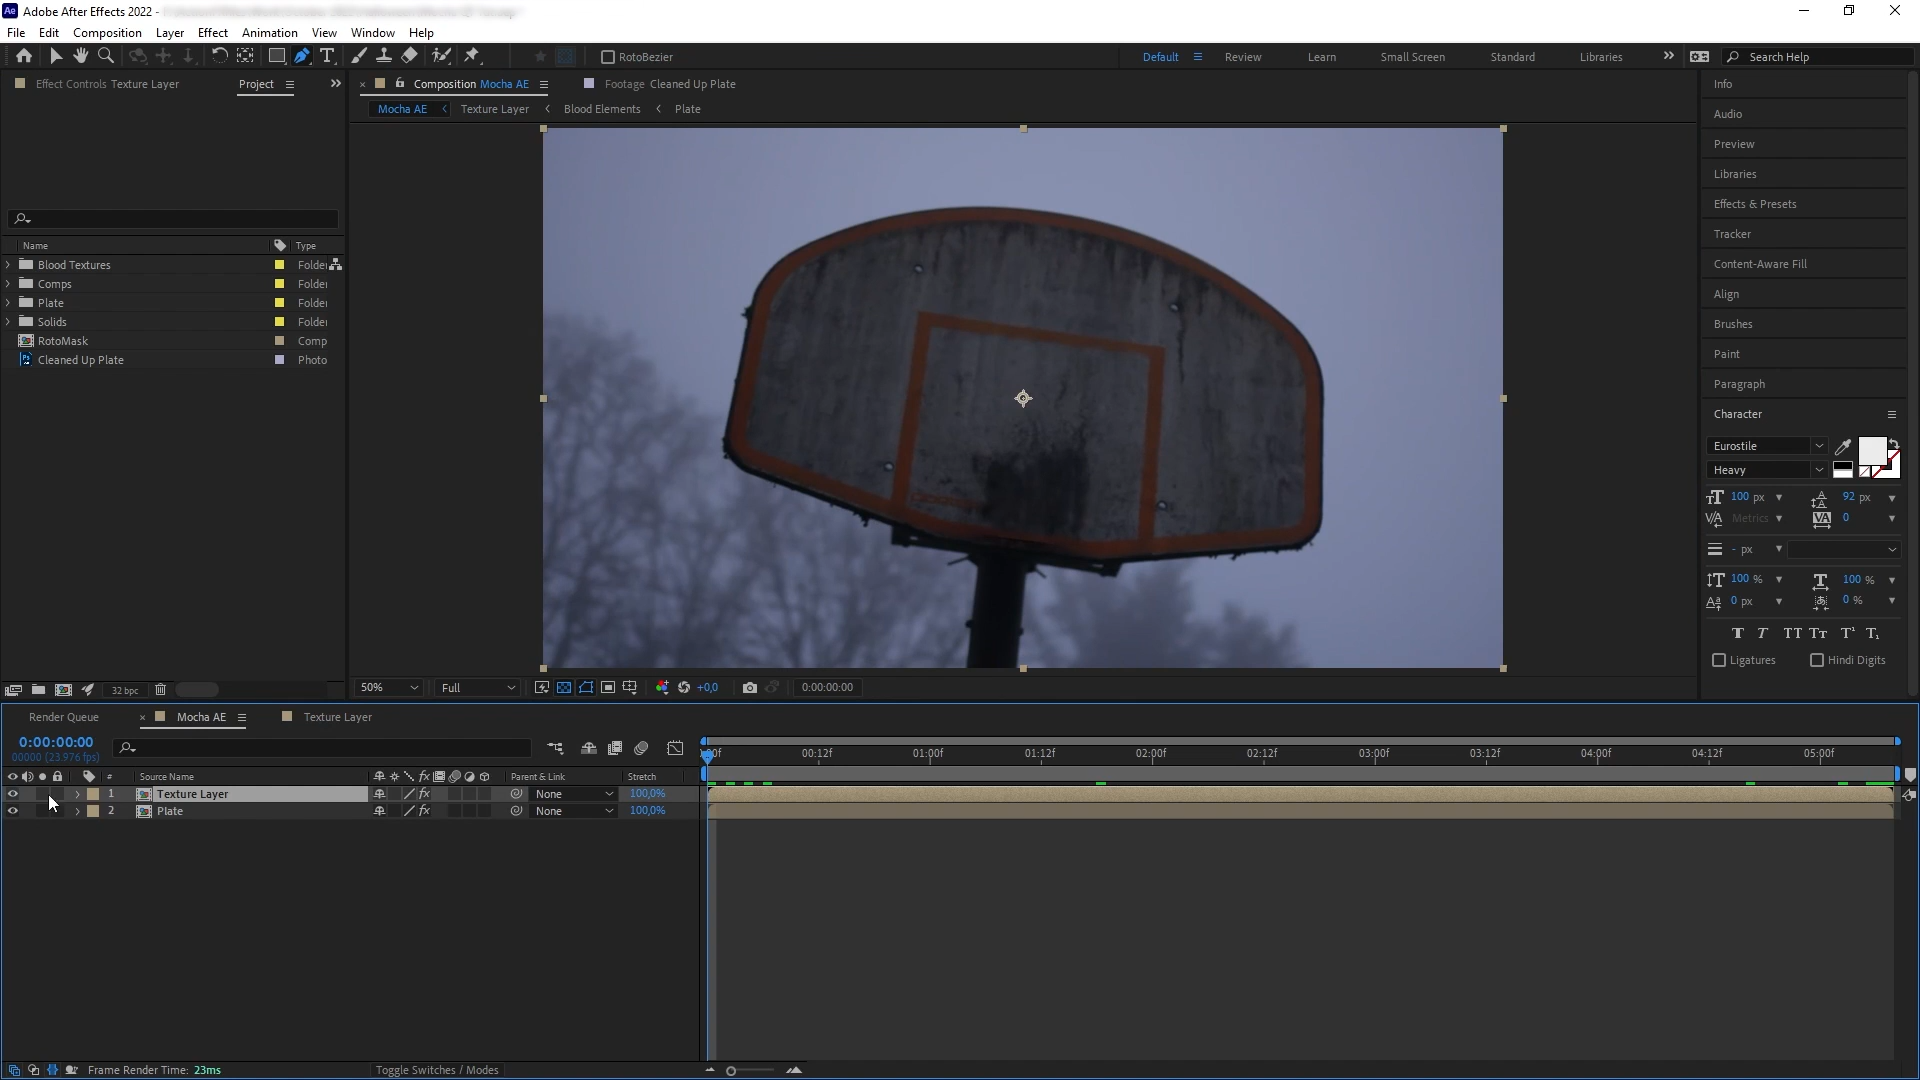 Ae Adobe After Effects 2022 -
File Edit Composition Layer Effect Animation View Window Help
RotoBezier
Default Review Learn Small Screen Standard Libraries Search Help
Effect Controls Texture Layer Project
Composition Mocha AE Footage Cleaned Up Plate
Mocha AE Texture Layer Blood Elements Plate
Name Type
Blood Textures Folder
Comps Folder
Plate Folder
Solids Folder
RotoMask Comp
Cleaned Up Plate Photo
32 bpc
50% Full +0,0 0:00:00:00
Info
Audio
Preview
Libraries
Effects & Presets
Tracker
Content-Aware Fill
Align
Brushes
Paint
Paragraph
Character
Eurostile
Heavy
100 px 92 px
Metrics 0
- px
100 % 100 %
0 px 0 %
Ligatures Hindi Digits
Render Queue Mocha AE Texture Layer
0:00:00:00
00000 (23.976 fps)
00f 00:12f 01:00f 01:12f 02:00f 02:12f 03:00f 03:12f 04:00f 04:12f 05:00f
# Source Name Parent & Link Stretch
1 Texture Layer None 100,0%
2 Plate None 100,0%
Frame Render Time: 23ms Toggle Switches / Modes